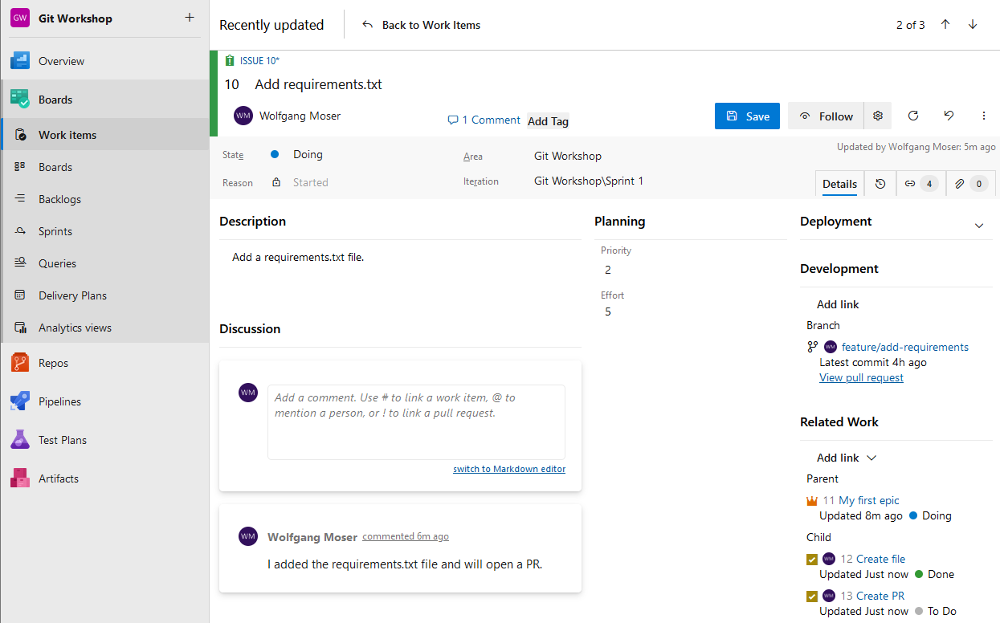 GW Git Workshop +
Overview
Boards
Work items
Boards
Backlogs
Sprints
Queries
Delivery Plans
Analytics views
Repos
Pipelines
Test Plans
Artifacts
Recently updated
Back to Work Items
2 of 3
ISSUE 10*
10 Add requirements.txt
WM Wolfgang Moser
1 Comment
Add Tag
Save
Follow
Updated by Wolfgang Moser: 5m ago
State Doing
Reason Started
Area Git Workshop
Iteration Git Workshop\Sprint 1
Details
4
0
Description
Add a requirements.txt file.
Discussion
WM
Add a comment. Use # to link a work item, @ to
mention a person, or ! to link a pull request.
switch to Markdown editor
WM Wolfgang Moser commented 6m ago
I added the requirements.txt file and will open a PR.
Planning
Priority
2
Effort
5
Deployment
Development
Add link
Branch
WM feature/add-requirements
Latest commit 4h ago
View pull request
Related Work
Add link
Parent
11 My first epic
Updated 8m ago Doing
Child
WM 12 Create file
Updated Just now Done
WM 13 Create PR
Updated Just now To Do